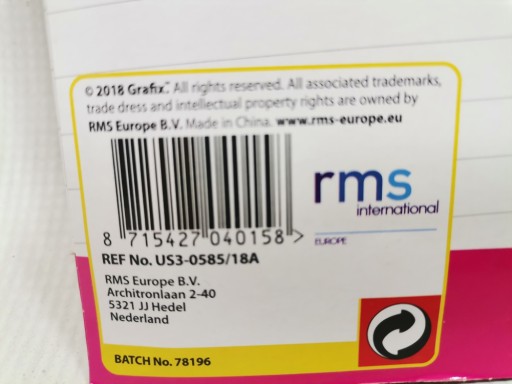 © 2018 Grafix™. All rights reserved. All associated trademarks,
trade dress and intellectual property rights are owned by
RMS Europe B.V. Made in China. www.rms-europe.eu
rms
international
EUROPE
8 715427 040158 >
REF No. US3-0585/18A
RMS Europe B.V.
Architronlaan 2-40
5321 JJ Hedel
Nederland
BATCH No. 78196